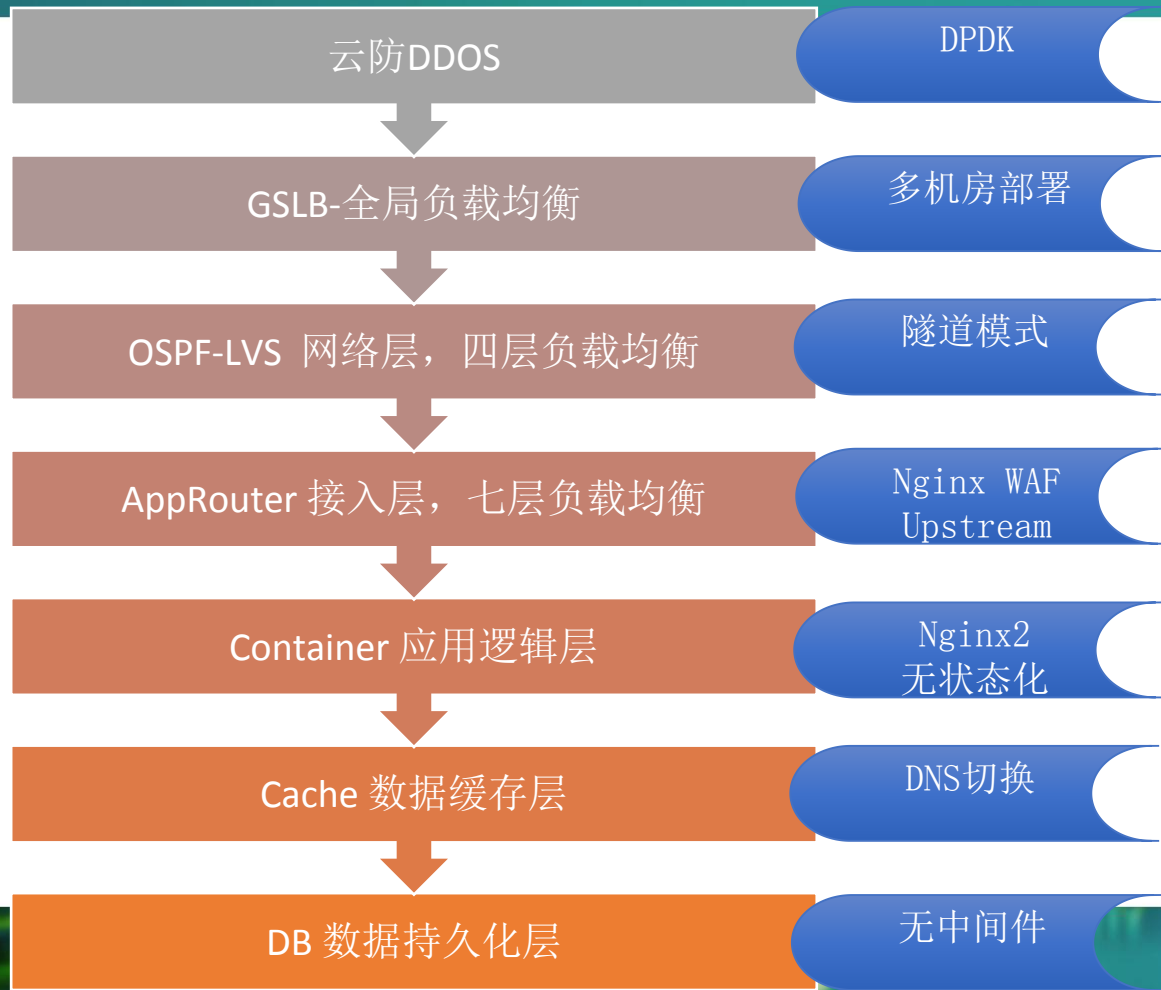 云防DDOS
DPDK
GSLB-全局负载均衡
多机房部署
OSPF-LVS 网络层，四层负载均衡
隧道模式
AppRouter 接入层，七层负载均衡
Nginx WAF
Upstream
Container 应用逻辑层
Nginx2
无状态化
Cache 数据缓存层
DNS切换
DB 数据持久化层
无中间件